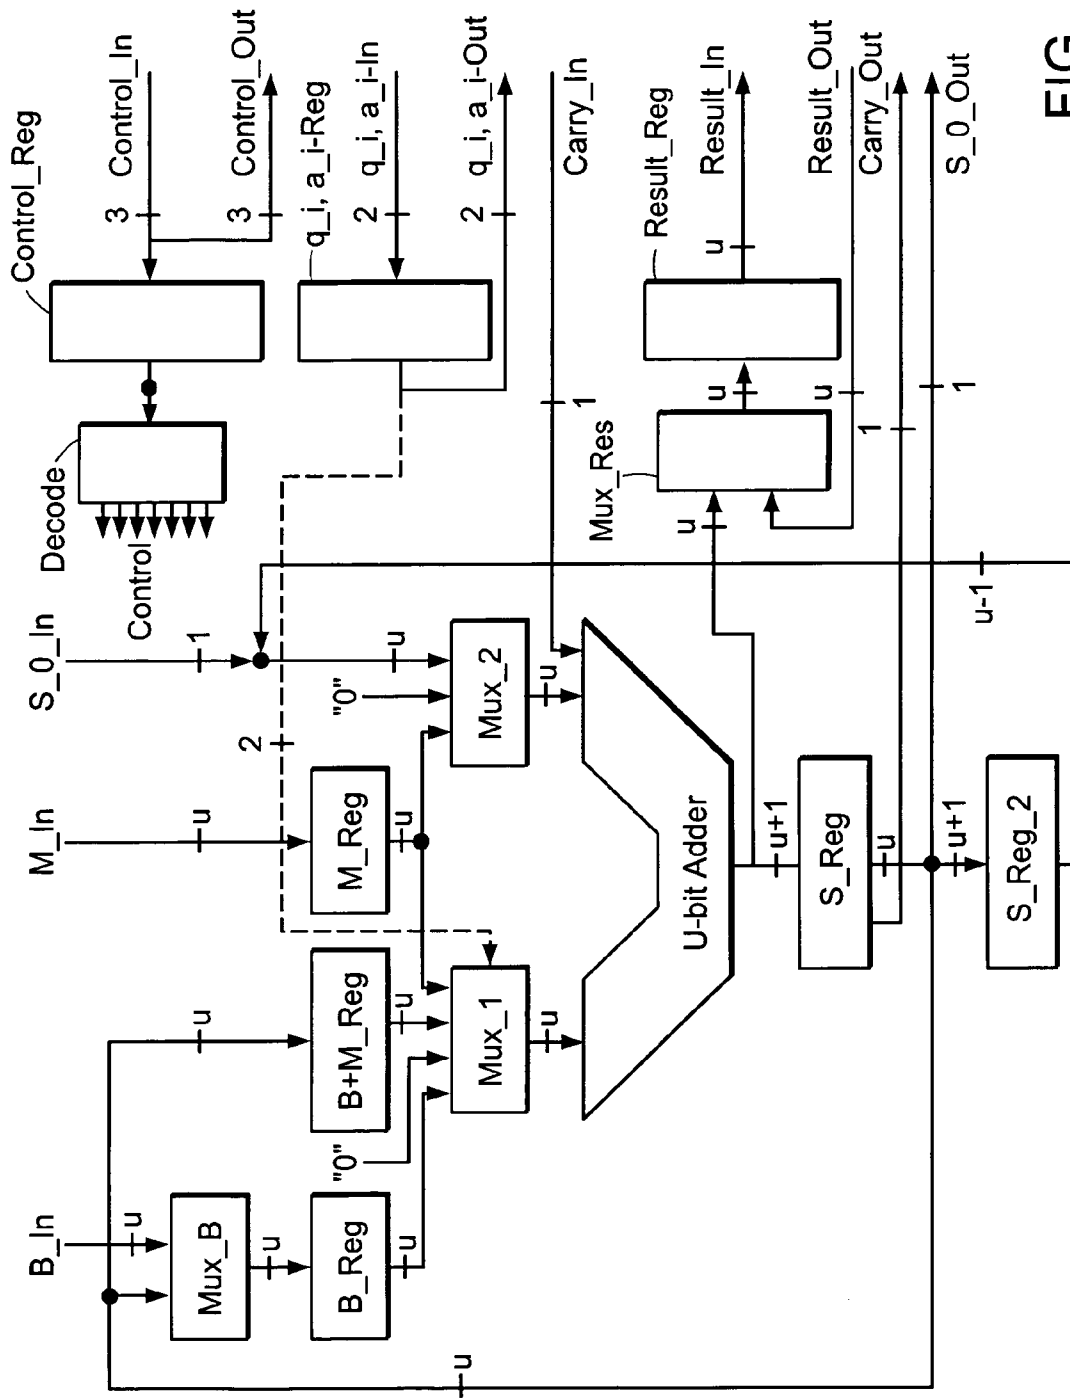 B_In
M_In
S_0_In
Decode
Control
Control_Reg
3
Control_In
3
Control_Out
q_i, a_i-Reg
2
q_i, a_i-In
2
q_i, a_i-Out
2
u
u
u
1
Mux_B
u
B_Reg
u
"0"
B+M_Reg
u
M_Reg
u
"0"
u
Mux_1
u
Mux_2
u
1
Carry_In
U-bit Adder
u+1
u
Mux_Res
u
Result_Reg
u
Result_In
u
Result_Out
1
Carry_Out
1
S_0_Out
S_Reg
u
u+1
S_Reg_2
u-1
u
FIG